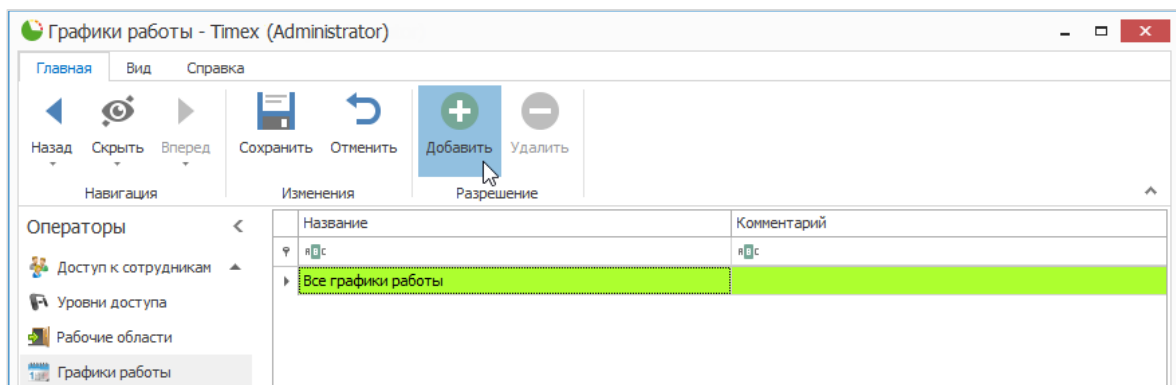 Графики работы - Timex (Administrator)
Главная Вид Справка
Назад Скрыть Вперед Сохранить Отменить Добавить Удалить
Навигация Изменения Разрешение
Операторы Название Комментарий
Доступ к сотрудникам
Все графики работы
Уровни доступа
Рабочие области
Графики работы